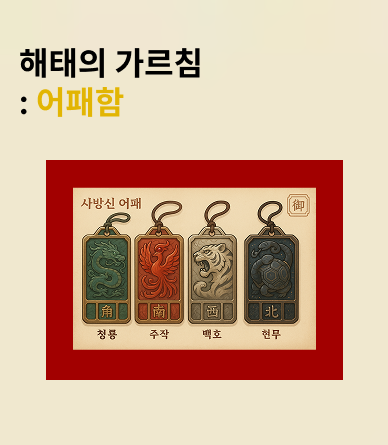 해태의 가르침
: 어패함
사방신 어패
御
角 南 西 北
청룡 주작 백호 현무